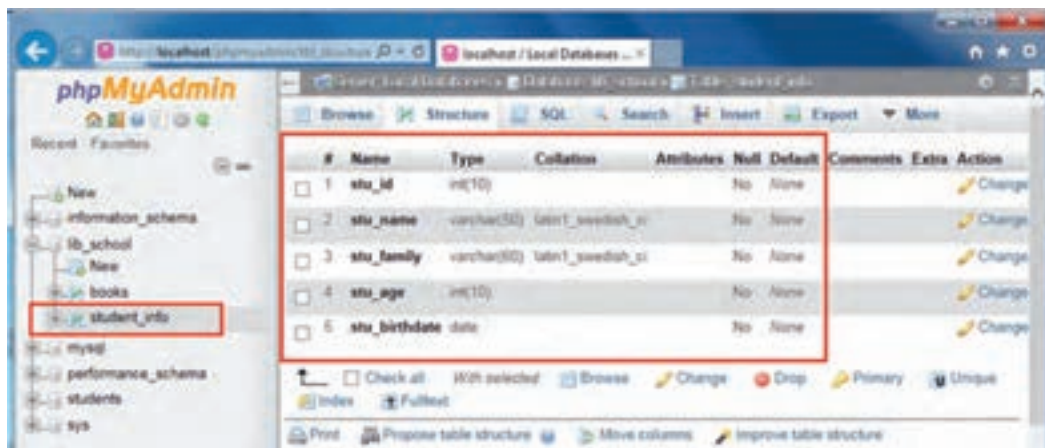 localhost / Local Databases ...
phpMyAdmin
Recent Favorites
New
information_schema
lib_school
New
books
student_info
mysql
performance_schema
students
sys
Browse Structure SQL Search Insert Export More
# Name Type Collation Attributes Null Default Comments Extra Action
1 stu_id int(10) No None Change
2 stu_name varchar(50) latin1_swedish_ci No None Change
3 stu_family varchar(60) latin1_swedish_ci No None Change
4 stu_age int(10) No None Change
5 stu_birthdate date No None Change
Check all With selected Browse Change Drop Primary Unique
Index Fulltext
Print Propose table structure Move columns Improve table structure